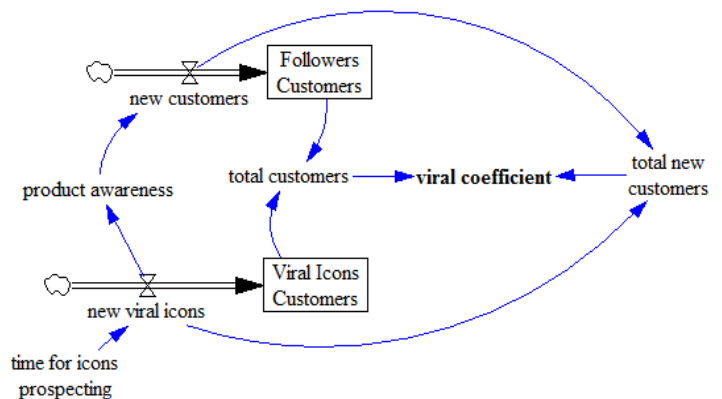 Followers
Customers
new customers
product awareness
total customers
viral coefficient
total new
customers
Viral Icons
Customers
new viral icons
time for icons
prospecting